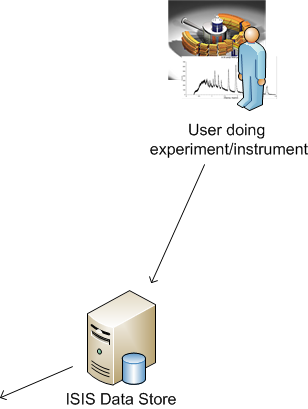 User doing
experiment/instrument
ISIS Data Store